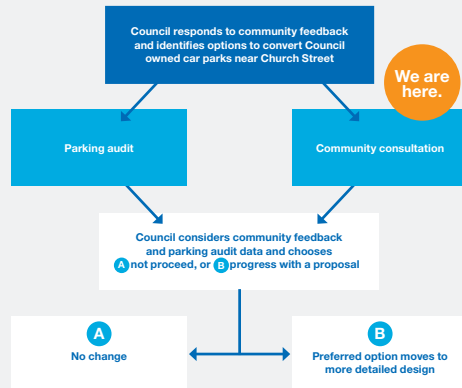 Council responds to community feedback
and identifies options to convert Council
owned car parks near Church Street
We are
here.
Parking audit
Community consultation
Council considers community feedback
and parking audit data and chooses
A not proceed, or B progress with a proposal
A
No change
B
Preferred option moves to
more detailed design